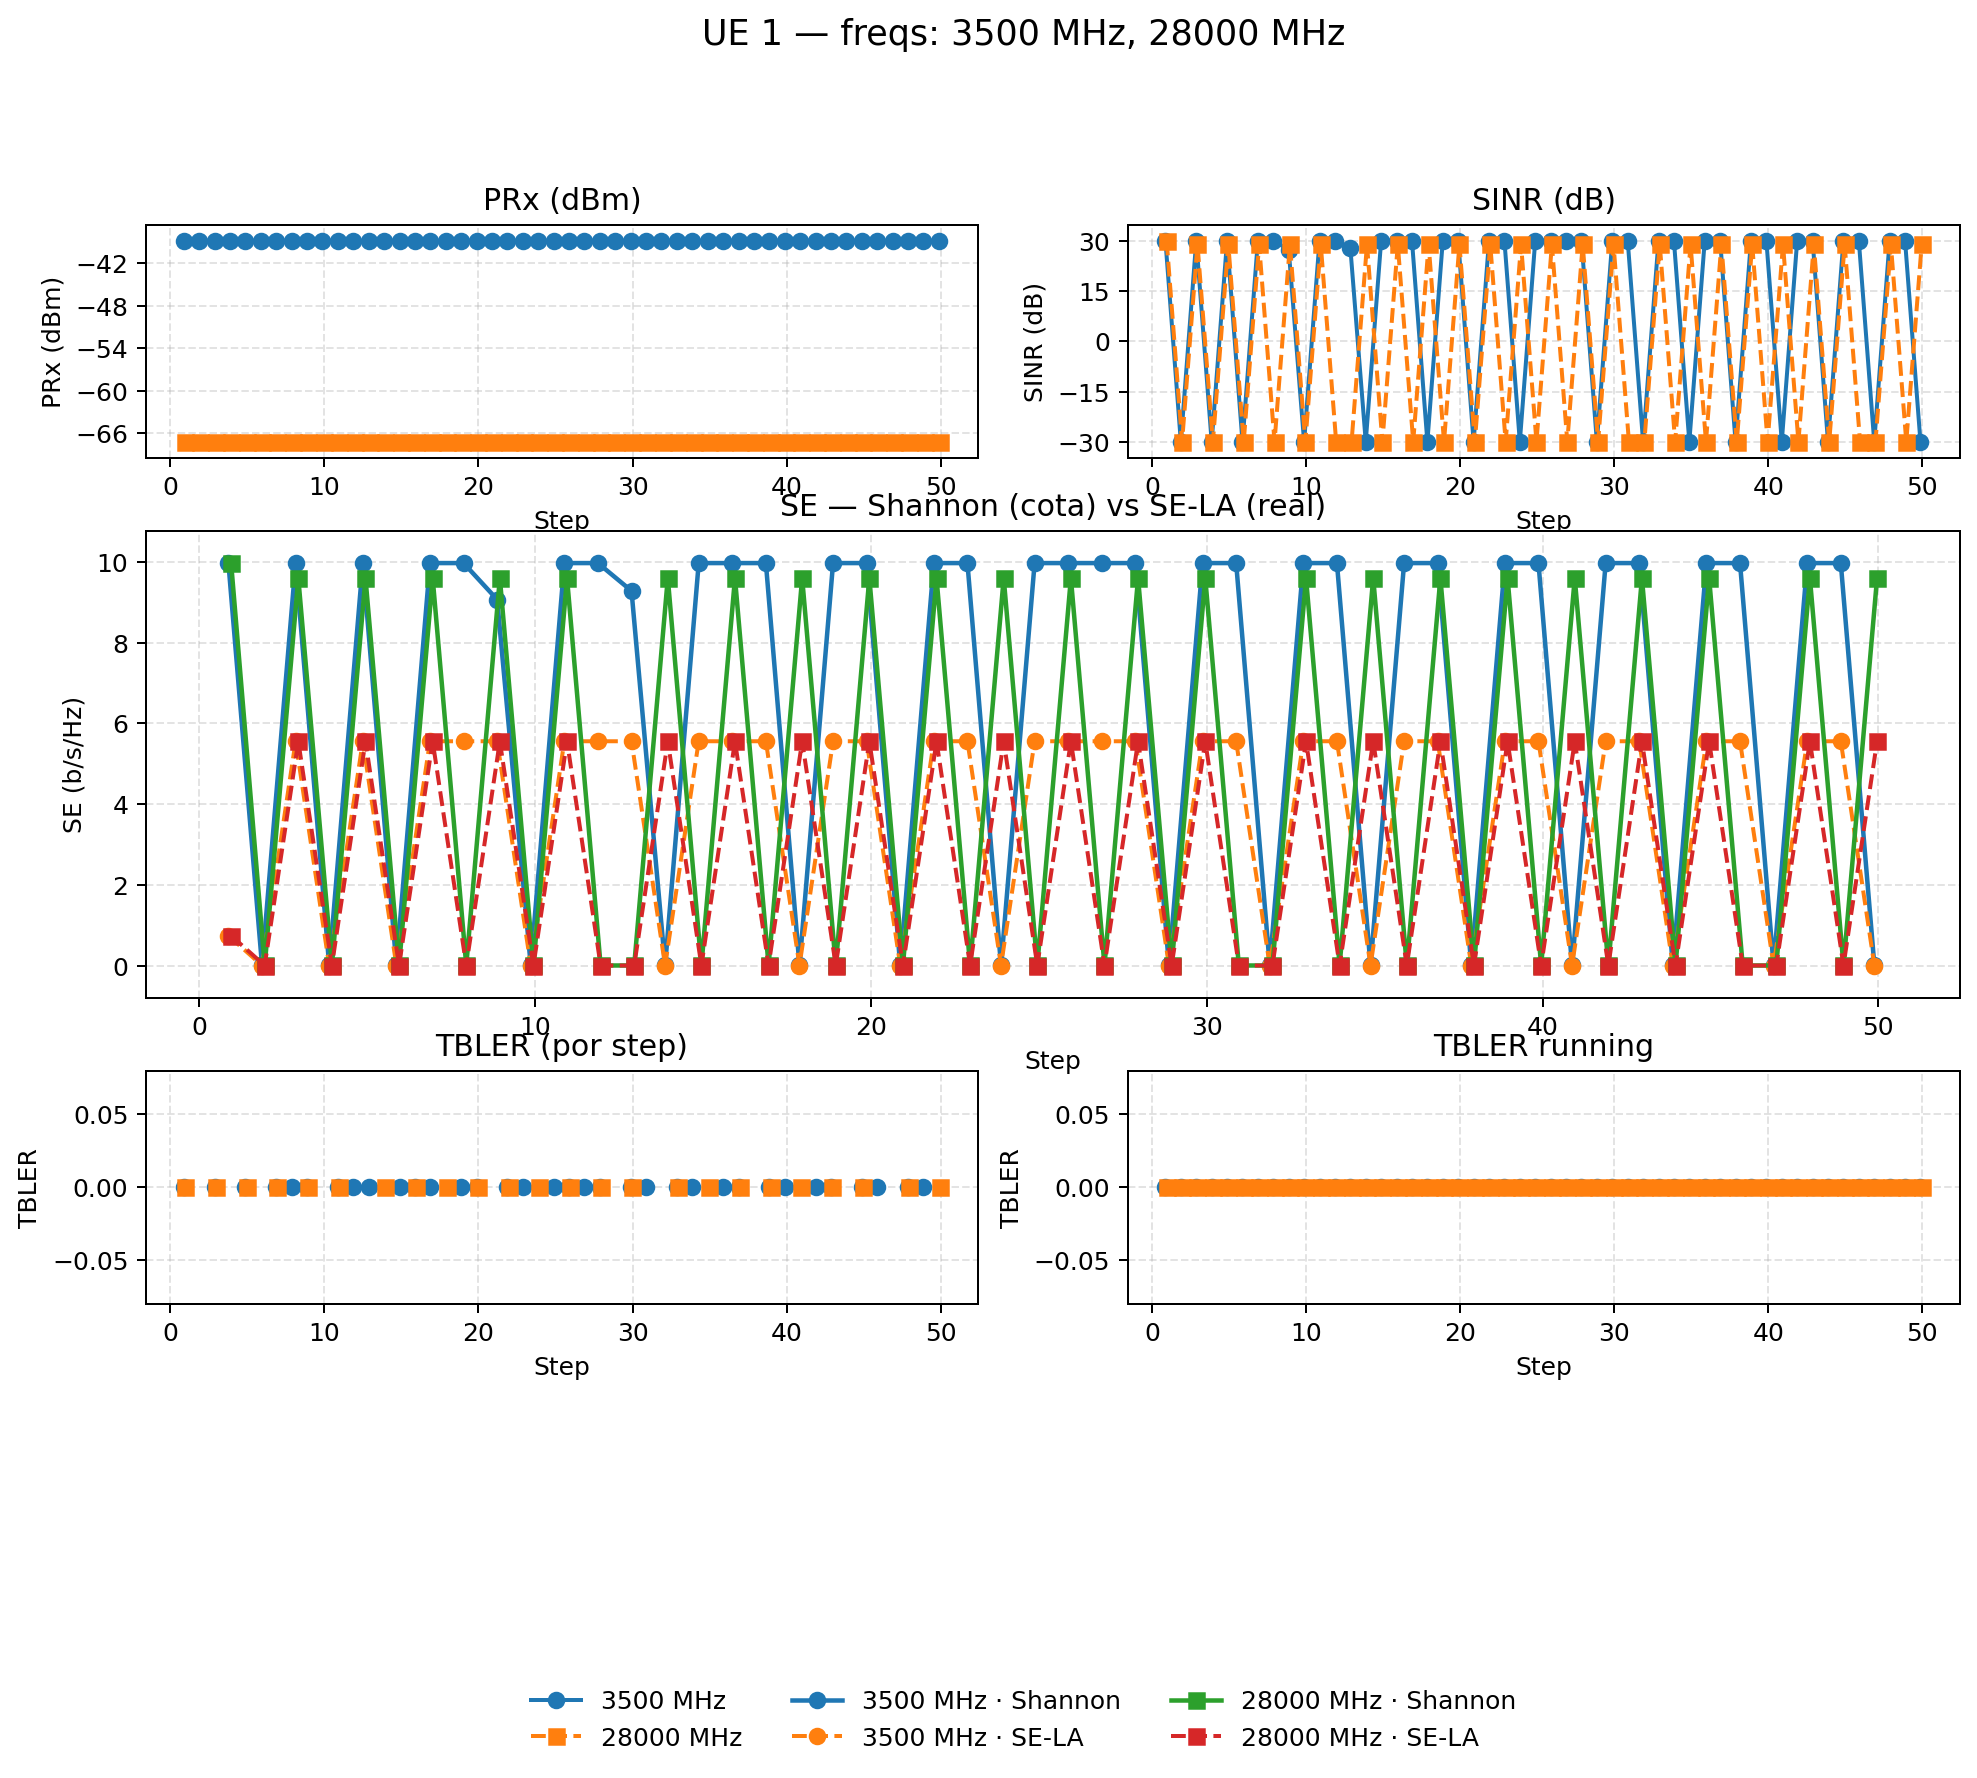 UE 1 — freqs: 3500 MHz, 28000 MHz
PRx (dBm)
PRx (dBm)
−42
−48
−54
−60
−66
0 10 20 30 40 50
Step
SINR (dB)
SINR (dB)
30
15
0
−15
−30
0 10 20 30 40 50
Step
SE — Shannon (cota) vs SE-LA (real)
SE (b/s/Hz)
10
8
6
4
2
0
0 10 20 30 40 50
Step
TBLER (por step)
TBLER
0.05
0.00
−0.05
0 10 20 30 40 50
Step
TBLER running
TBLER
0.05
0.00
−0.05
0 10 20 30 40 50
Step
3500 MHz
28000 MHz
3500 MHz · Shannon
3500 MHz · SE-LA
28000 MHz · Shannon
28000 MHz · SE-LA